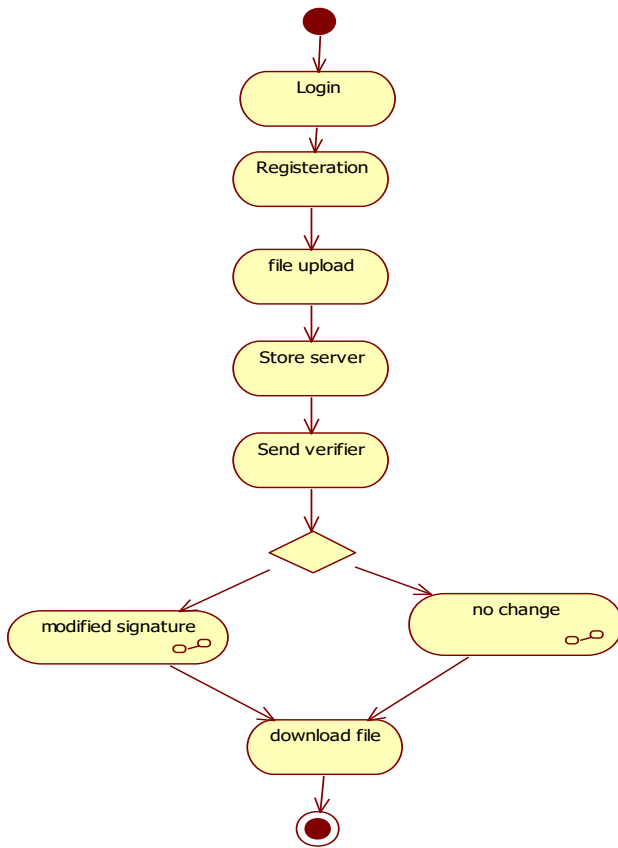 Login
Registeration
file upload
Store server
Send verifier
modified signature
no change
download file